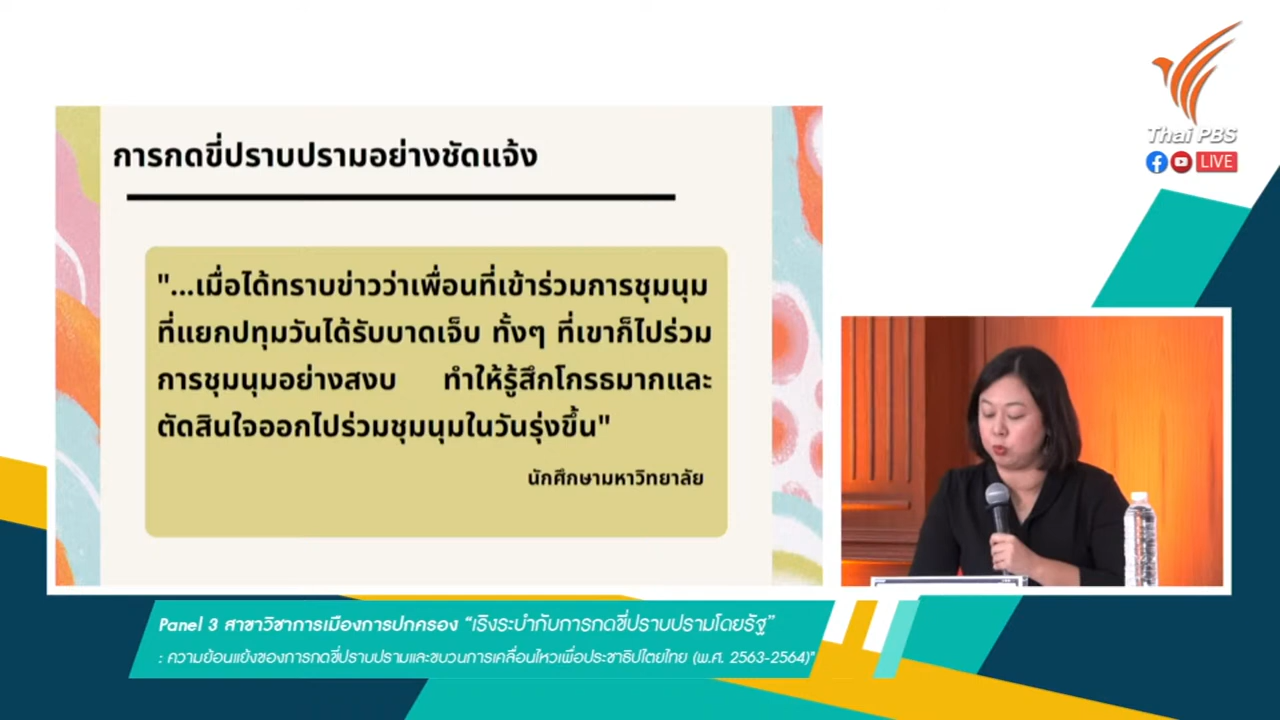 Thai PBS
LIVE
การกดขี่ปราบปรามอย่างชัดแจ้ง
"...เมื่อได้ทราบข่าวว่าเพื่อนที่เข้าร่วมการชุมนุม
ที่แยกปทุมวันได้รับบาดเจ็บ ทั้งๆ ที่เขาก็ไปร่วม
การชุมนุมอย่างสงบ ทำให้รู้สึกโกรธมากและ
ตัดสินใจออกไปร่วมชุมนุมในวันรุ่งขึ้น"
นักศึกษามหาวิทยาลัย
Panel 3 สาขาวิชาการเมืองการปกครอง “เริงระบำกับการกดขี่ปราบปรามโดยรัฐ”
: ความย้อนแย้งของการกดขี่ปราบปรามและขบวนการเคลื่อนไหวเพื่อประชาธิปไตยไทย (พ.ศ. 2563-2564)"